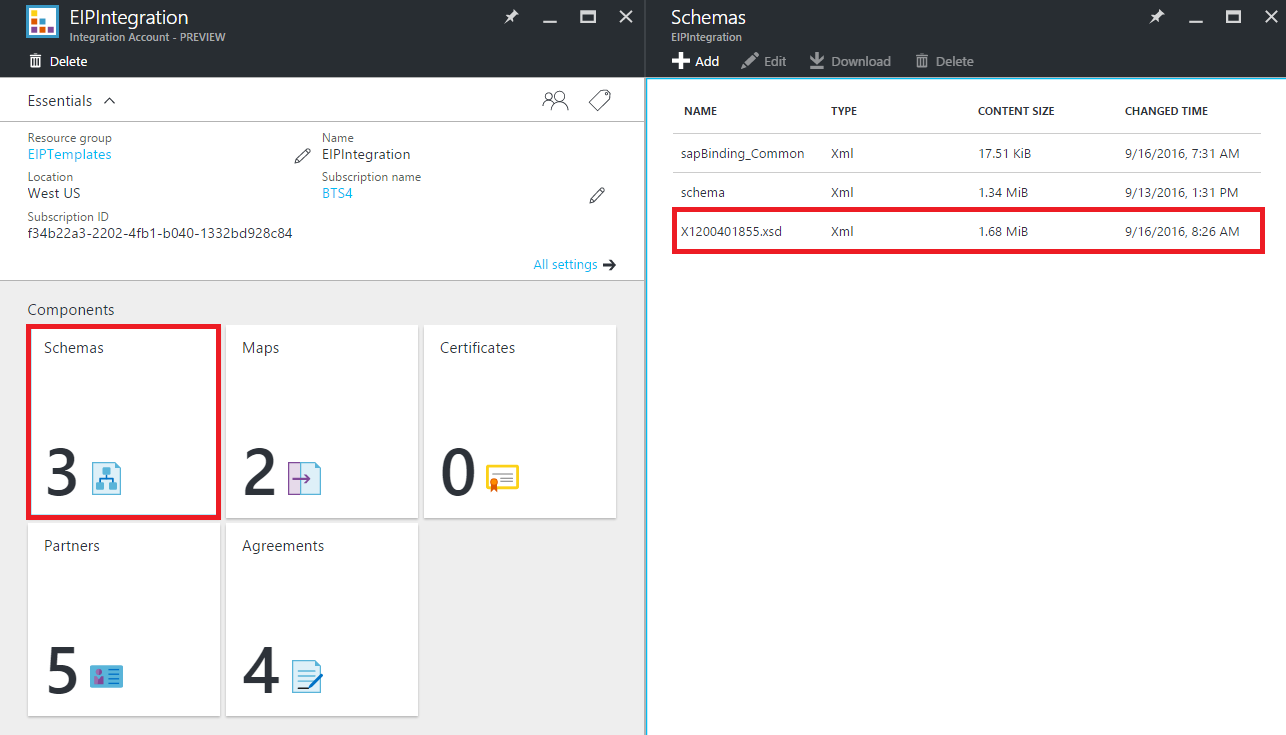 EIPIntegration
Integration Account - PREVIEW
Delete
Essentials
Resource group
EIPTemplates
Name
EIPIntegration
Location
West US
Subscription name
BTS4
Subscription ID
f34b22a3-2202-4fb1-b040-1332bd928c84
All settings
Components
Schemas
3
Maps
2
Certificates
0
Partners
5
Agreements
4
Schemas
EIPIntegration
Add Edit Download Delete
NAME TYPE CONTENT SIZE CHANGED TIME
sapBinding_Common Xml 17.51 KiB 9/16/2016, 7:31 AM
schema Xml 1.34 MiB 9/13/2016, 1:31 PM
X1200401855.xsd Xml 1.68 MiB 9/16/2016, 8:26 AM